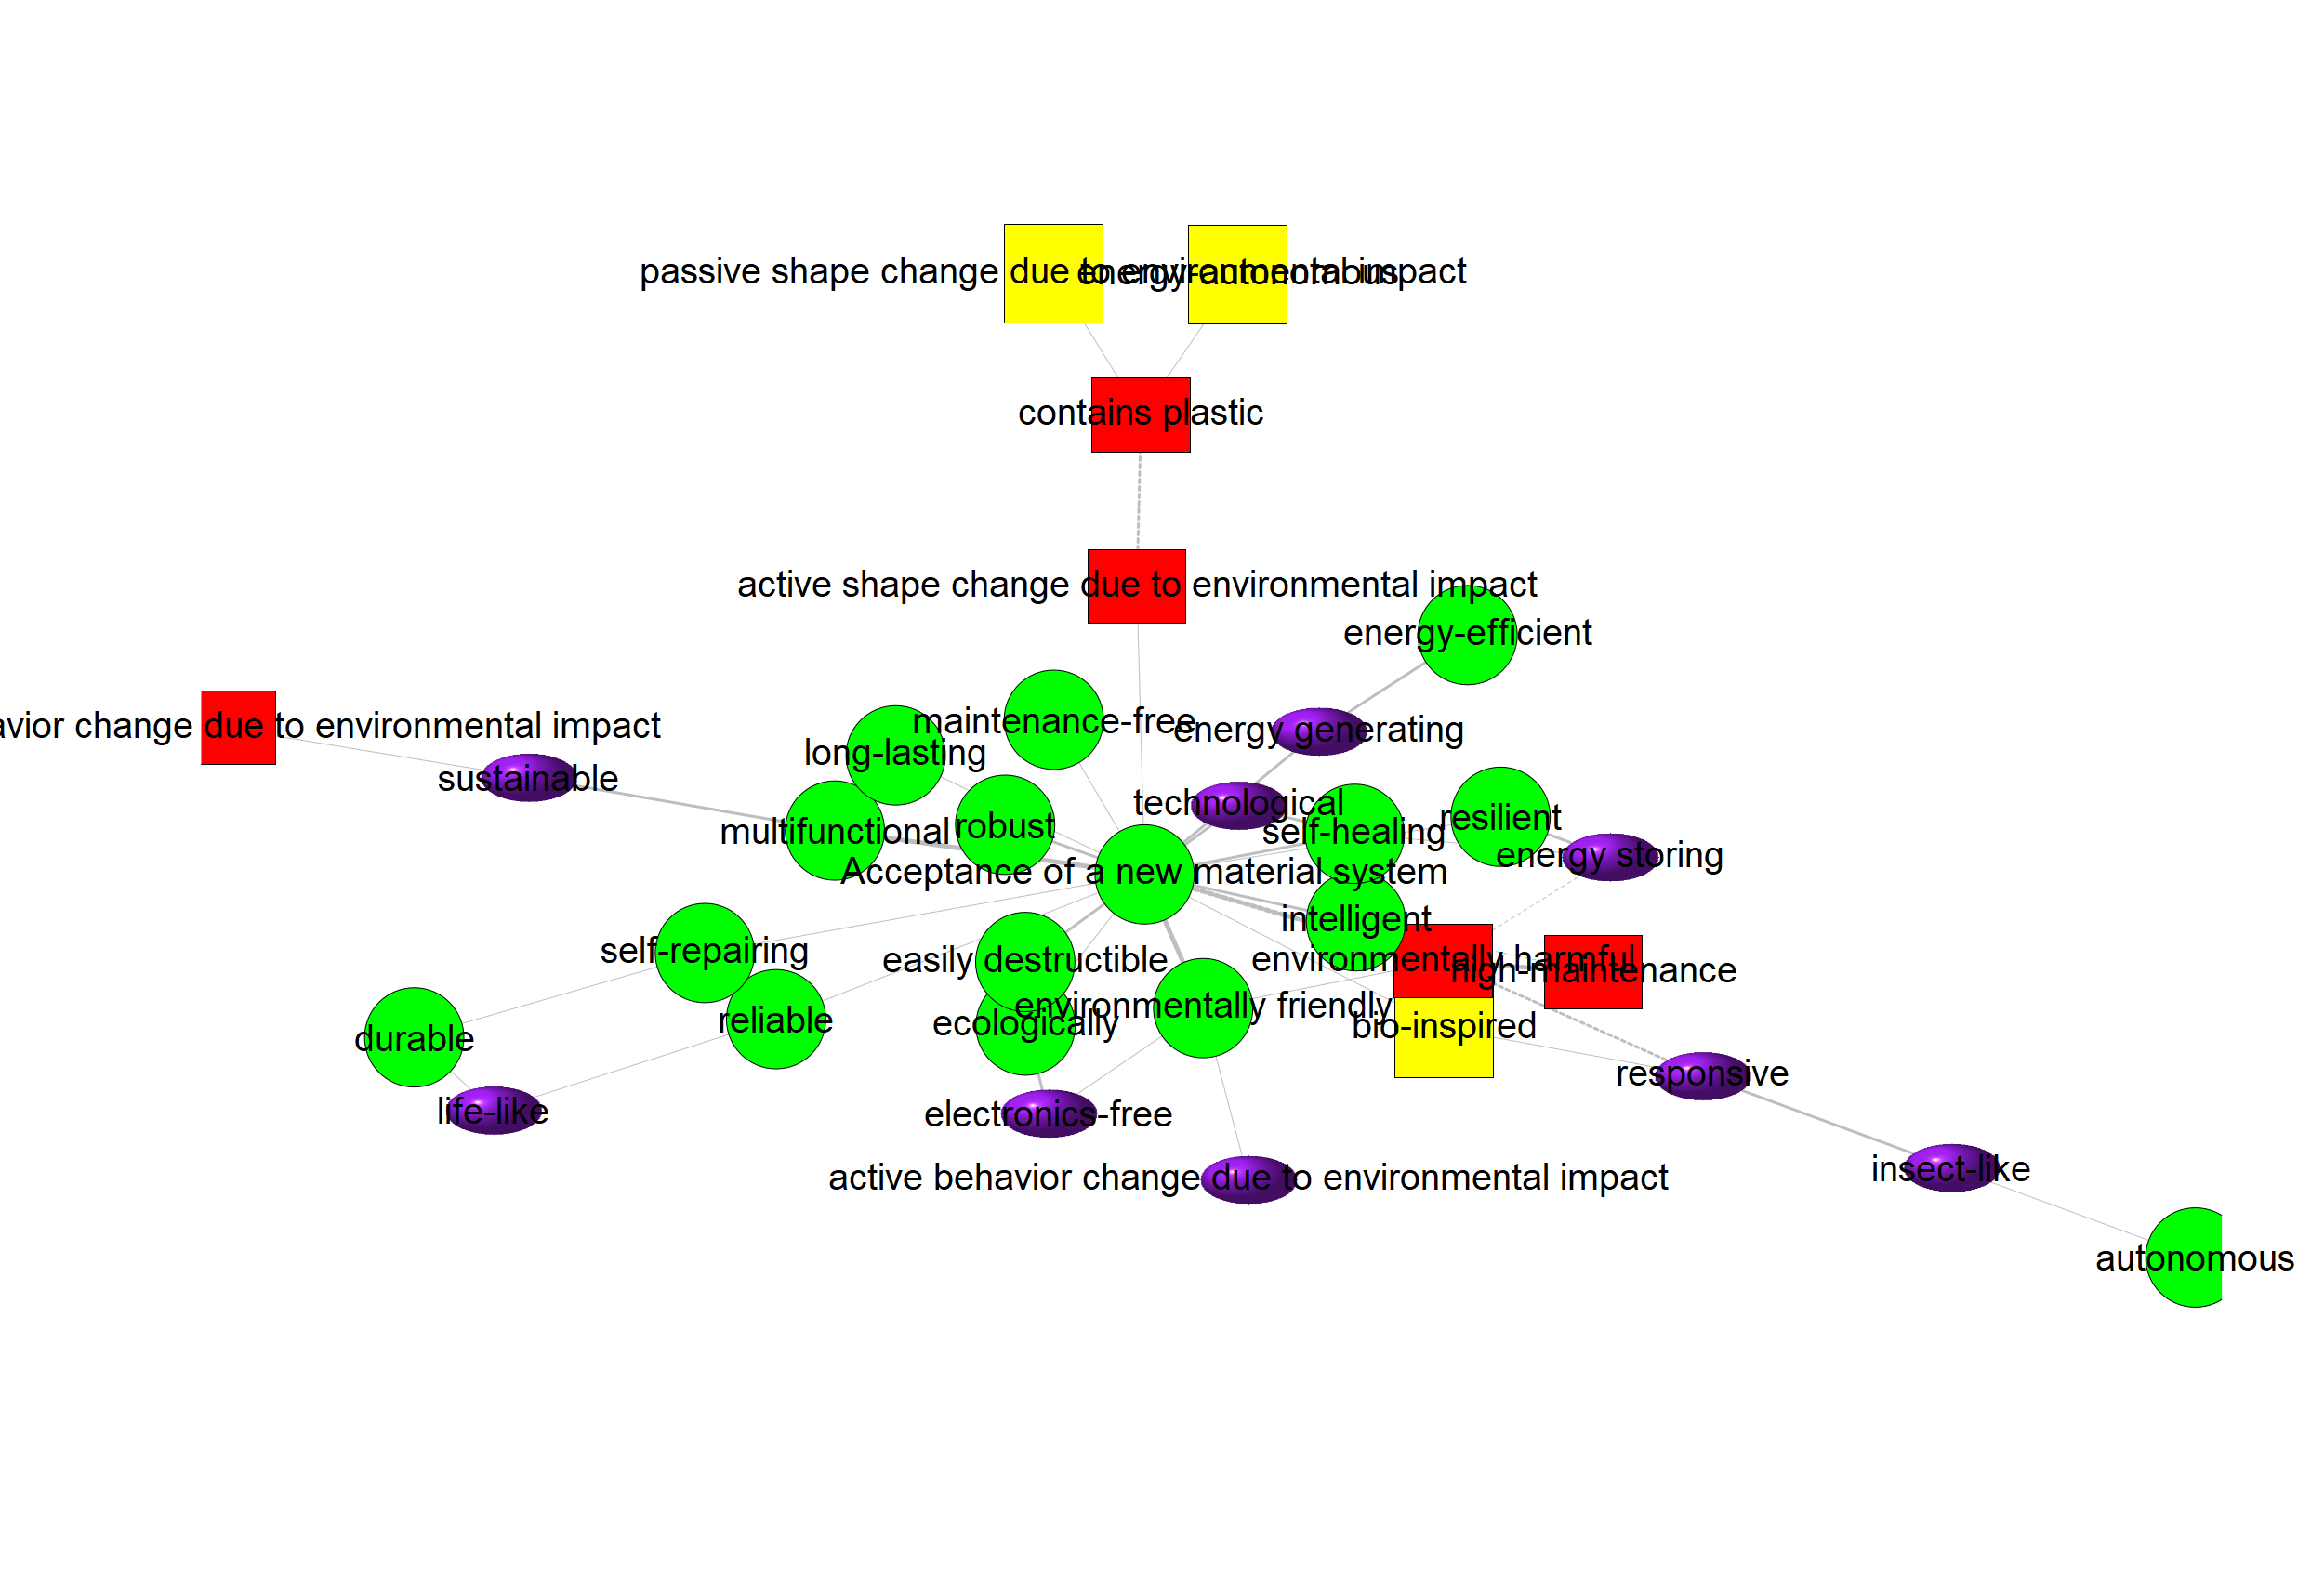 passive shape change due to environmental impact
energy-autonomous
contains plastic
active shape change due to environmental impact
energy-efficient
maintenance-free
energy generating
avior change due to environmental impact
long-lasting
sustainable
technological
multifunctional
robust
self-healing
resilient
energy storing
Acceptance of a new material system
intelligent
self-repairing
easily destructible
environmentally harmful
high-maintenance
environmentally friendly
reliable
ecologically
bio-inspired
durable
responsive
life-like
electronics-free
active behavior change due to environmental impact
insect-like
autonomous